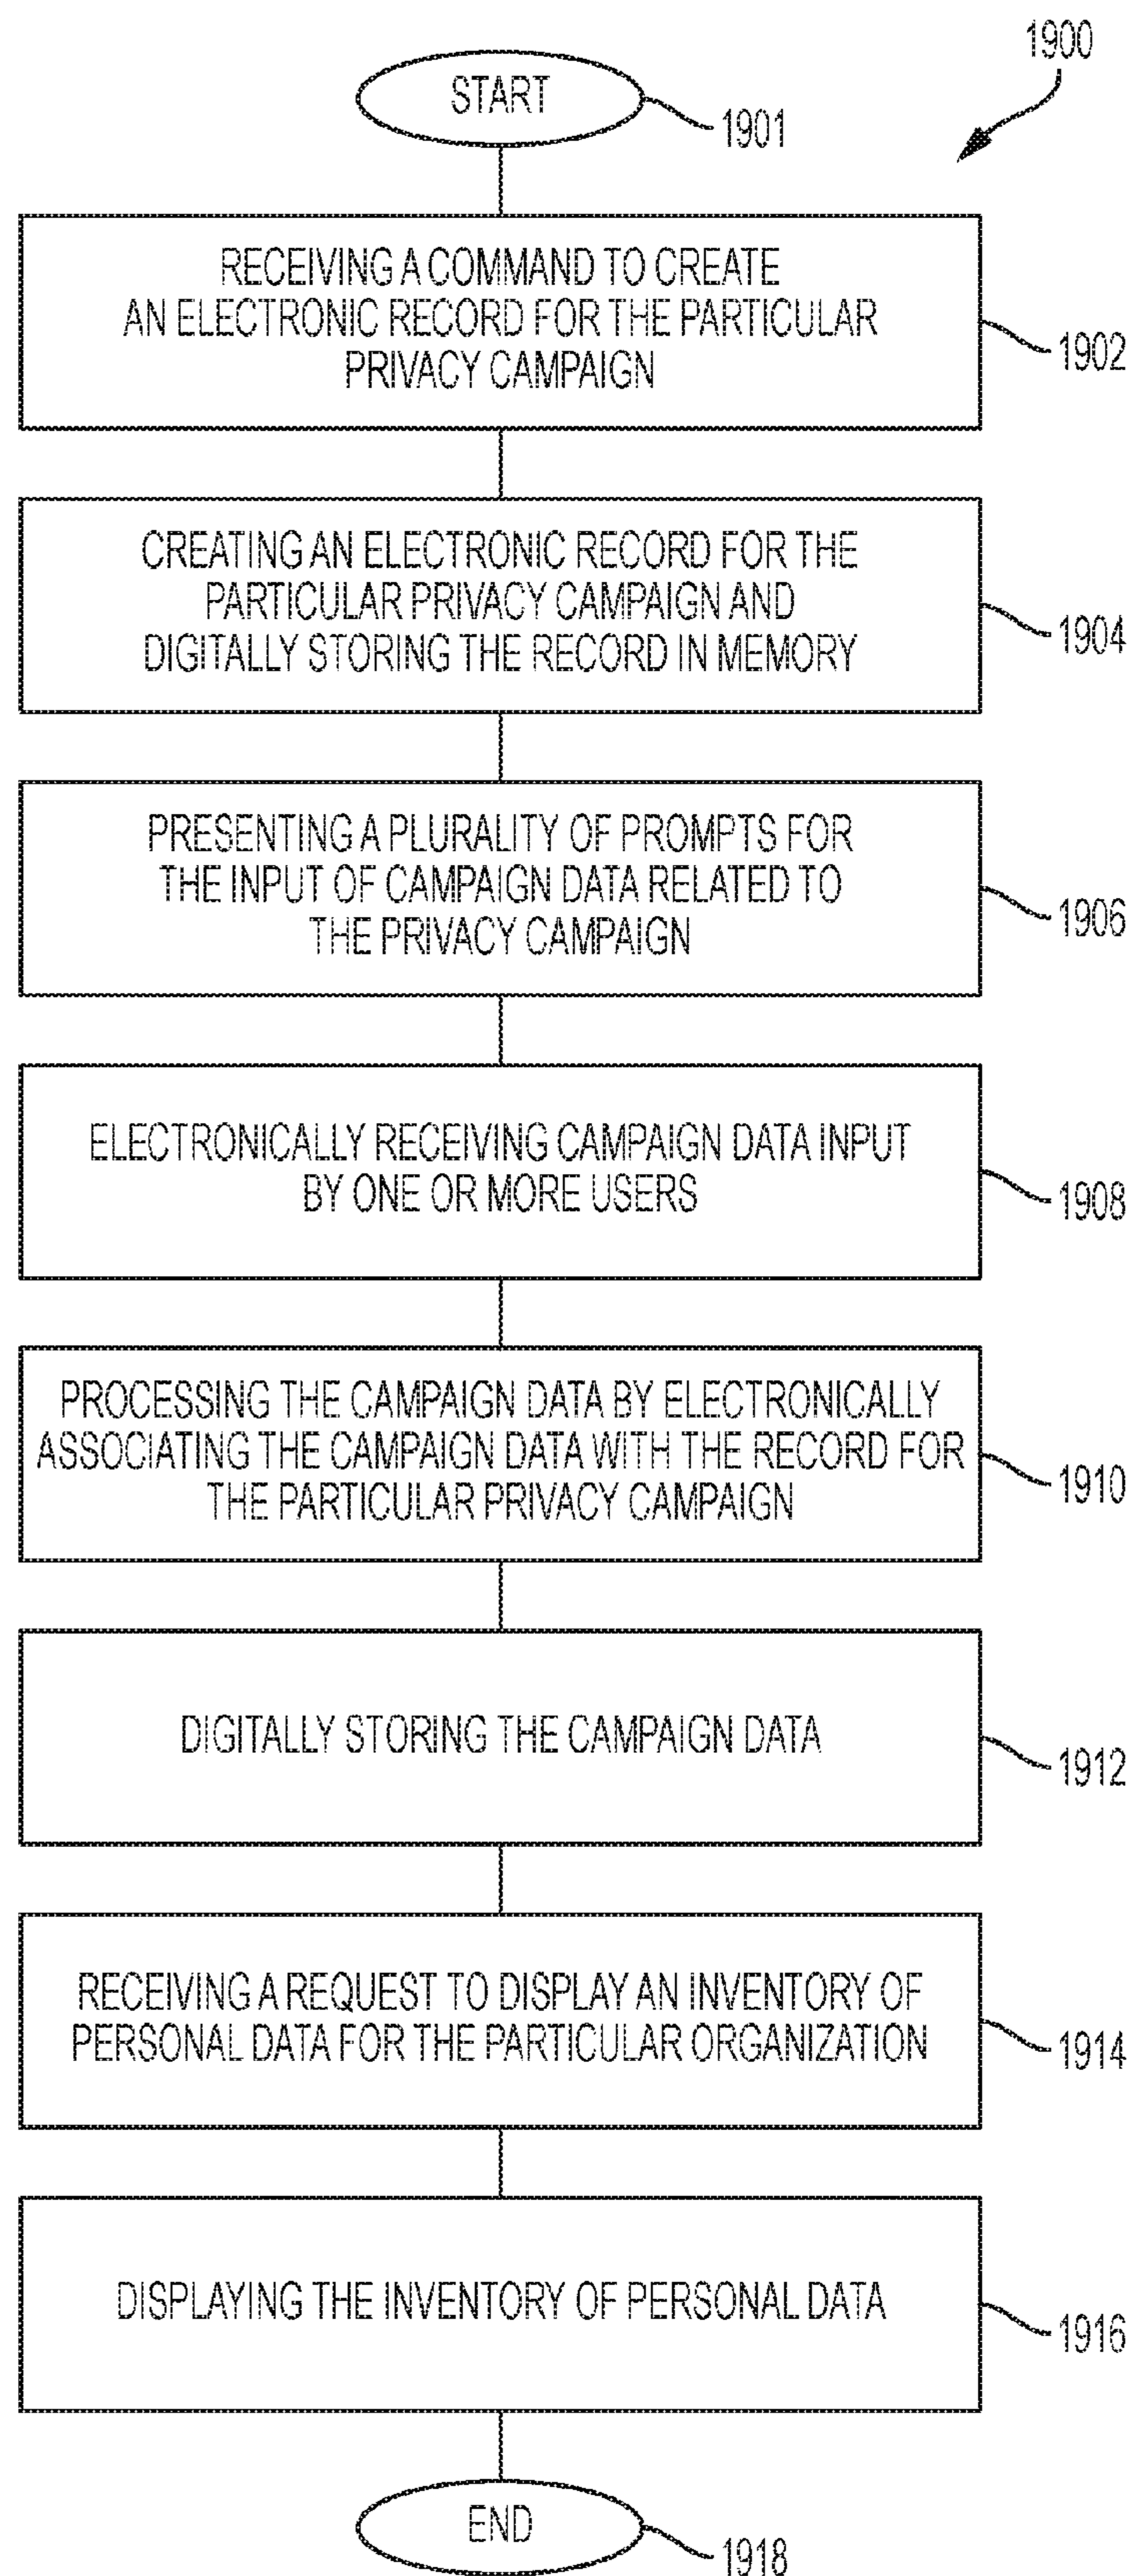 1900
START
1901
RECEIVING A COMMAND TO CREATE
AN ELECTRONIC RECORD FOR THE PARTICULAR
PRIVACY CAMPAIGN
1902
CREATING AN ELECTRONIC RECORD FOR THE
PARTICULAR PRIVACY CAMPAIGN AND
DIGITALLY STORING THE RECORD IN MEMORY
1904
PRESENTING A PLURALITY OF PROMPTS FOR
THE INPUT OF CAMPAIGN DATA RELATED TO
THE PRIVACY CAMPAIGN
1906
ELECTRONICALLY RECEIVING CAMPAIGN DATA INPUT
BY ONE OR MORE USERS
1908
PROCESSING THE CAMPAIGN DATA BY ELECTRONICALLY
ASSOCIATING THE CAMPAIGN DATA WITH THE RECORD FOR
THE PARTICULAR PRIVACY CAMPAIGN
1910
DIGITALLY STORING THE CAMPAIGN DATA
1912
RECEIVING A REQUEST TO DISPLAY AN INVENTORY OF
PERSONAL DATA FOR THE PARTICULAR ORGANIZATION
1914
DISPLAYING THE INVENTORY OF PERSONAL DATA
1916
END
1918